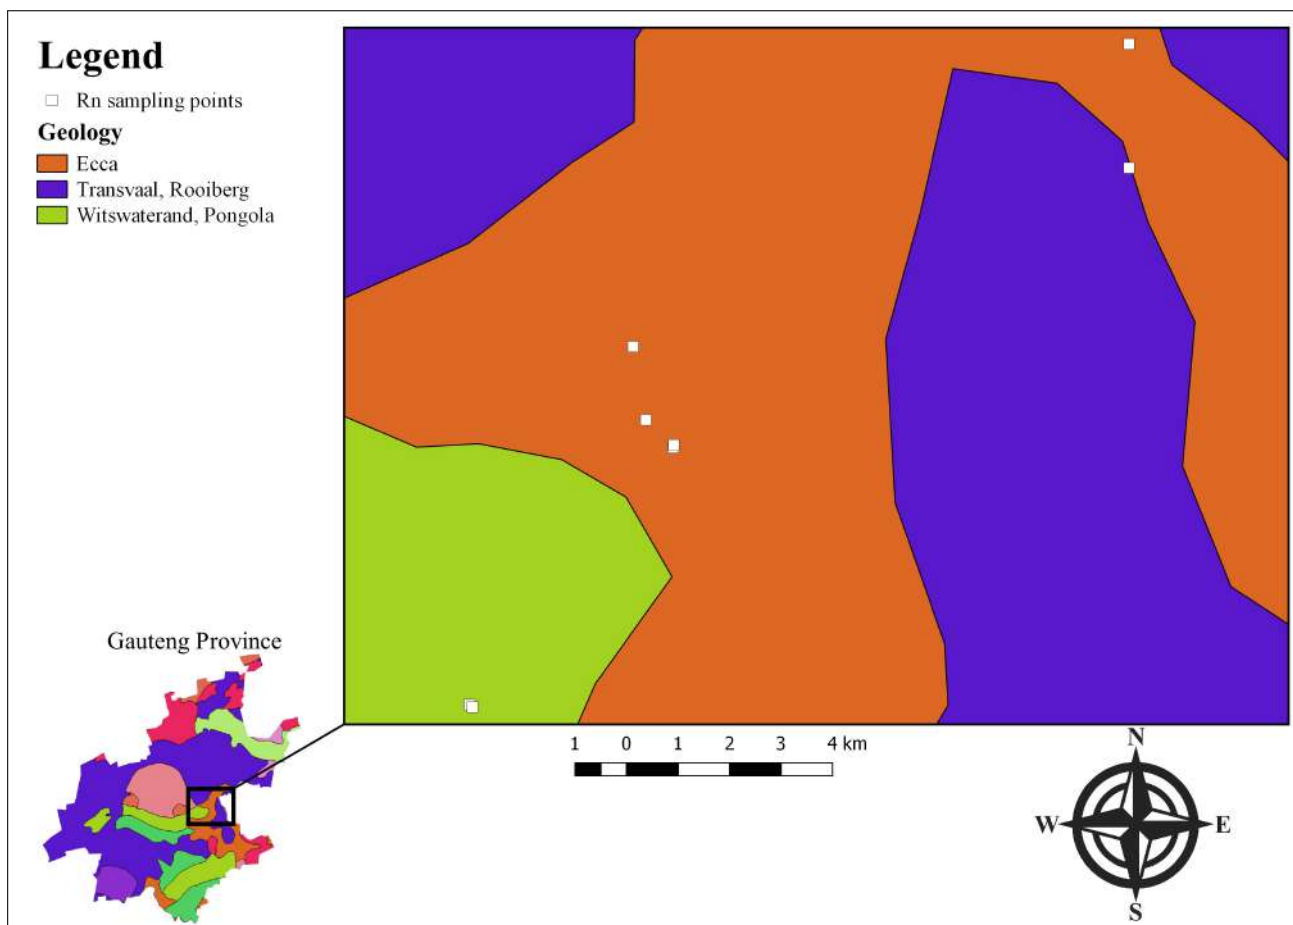 Legend
Rn sampling points
Geology
Ecca
Transvaal, Rooiberg
Witswaterand, Pongola
Gauteng Province
1 0 1 2 3 4 km
N
W E
S